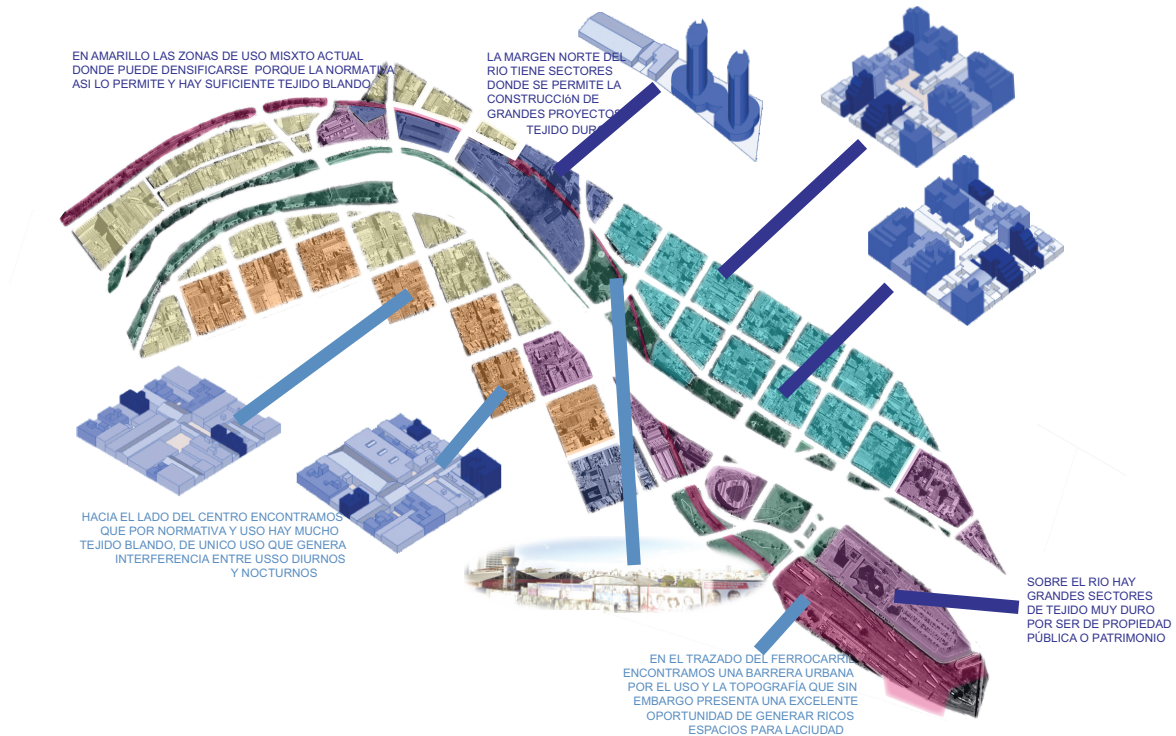 EN AMARILLO LAS ZONAS DE USO MISXTO ACTUAL
DONDE PUEDE DENSIFICARSE PORQUE LA NORMATIVA
ASI LO PERMITE Y HAY SUFICIENTE TEJIDO BLANDO
LA MARGEN NORTE DEL
RIO TIENE SECTORES
DONDE SE PERMITE LA
CONSTRUCCIóN DE
GRANDES PROYECTOS
TEJIDO DURO
HACIA EL LADO DEL CENTRO ENCONTRAMOS
QUE POR NORMATIVA Y USO HAY MUCHO
TEJIDO BLANDO, DE UNICO USO QUE GENERA
INTERFERENCIA ENTRE USSO DIURNOS
Y NOCTURNOS
SOBRE EL RIO HAY
GRANDES SECTORES
DE TEJIDO MUY DURO
POR SER DE PROPIEDAD
PÚBLICA O PATRIMONIO
EN EL TRAZADO DEL FERROCARRIL
ENCONTRAMOS UNA BARRERA URBANA
POR EL USO Y LA TOPOGRAFÍA QUE SIN
EMBARGO PRESENTA UNA EXCELENTE
OPORTUNIDAD DE GENERAR RICOS
ESPACIOS PARA LACIUDAD